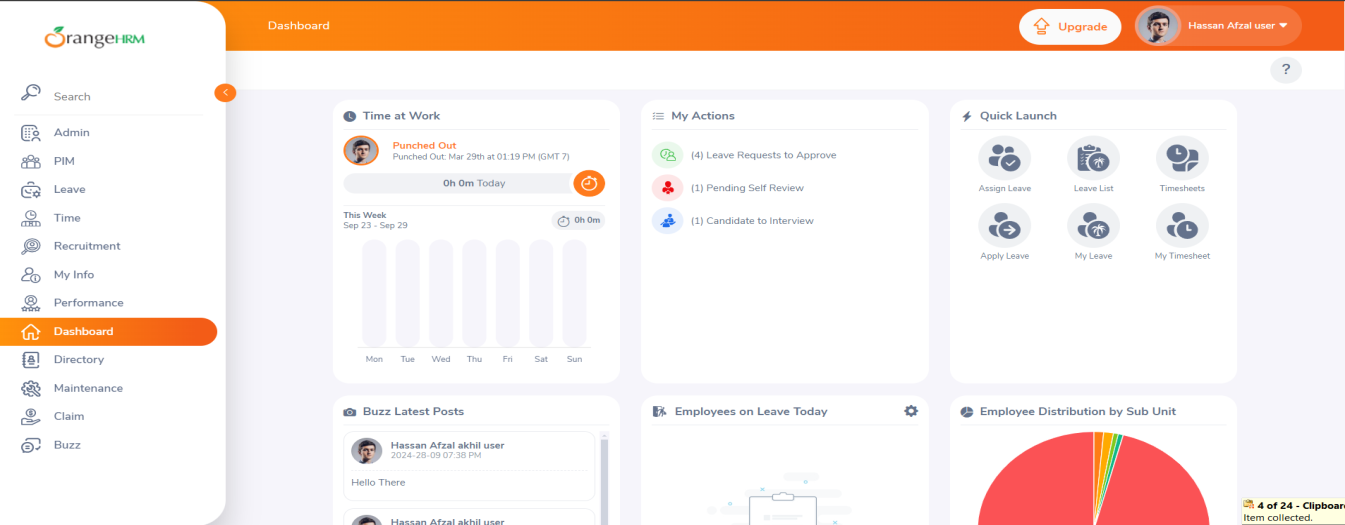 OrangeHRM
Dashboard
Upgrade
Hassan Afzal user
?
Search
Admin
PIM
Leave
Time
Recruitment
My Info
Performance
Dashboard
Directory
Maintenance
Claim
Buzz
Time at Work
Punched Out
Punched Out: Mar 29th at 01:19 PM (GMT 7)
0h 0m Today
This Week
Sep 23 - Sep 29
0h 0m
Mon Tue Wed Thu Fri Sat Sun
My Actions
(4) Leave Requests to Approve
(1) Pending Self Review
(1) Candidate to Interview
Quick Launch
Assign Leave Leave List Timesheets
Apply Leave My Leave My Timesheet
Buzz Latest Posts
Hassan Afzal akhil user
2024-28-09 07:38 PM
Hello There
Hassan Afzal akhil user
Employees on Leave Today
Employee Distribution by Sub Unit
4 of 24 - Clipboar
Item collected.